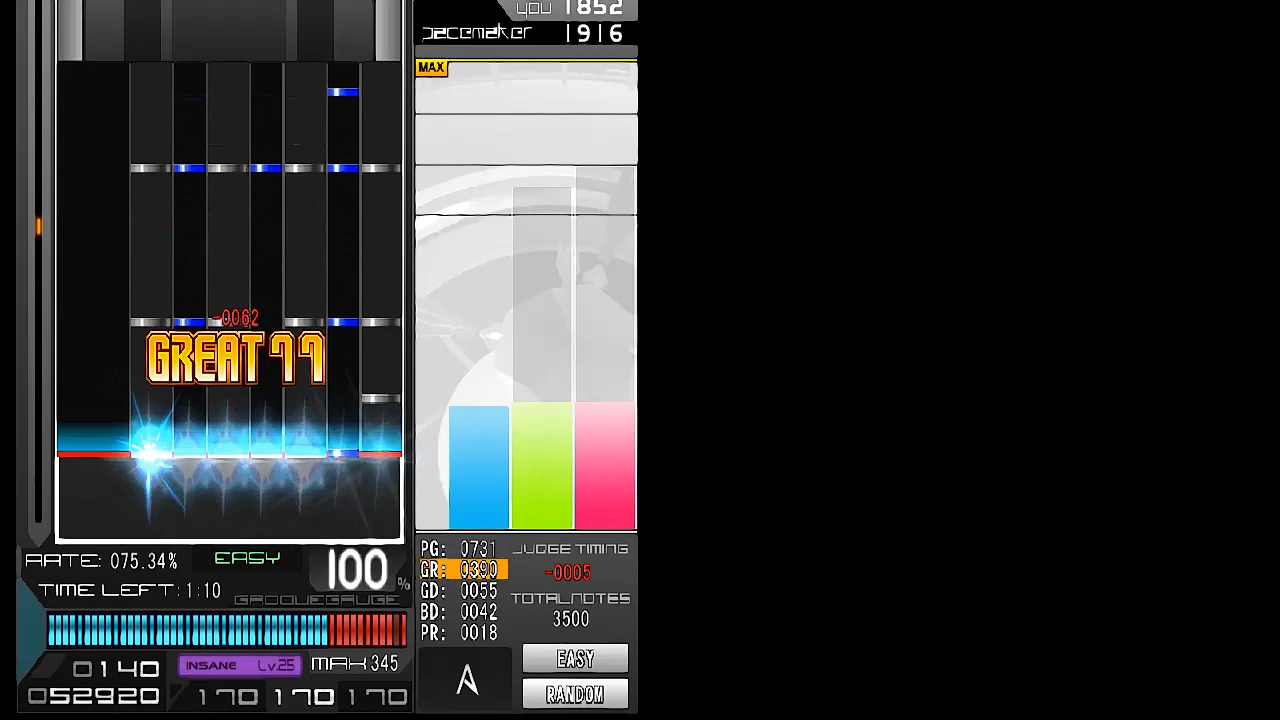 you 1852
pacemaker 1916
MAX
-0062
GREAT 77
RATE: 075.34% EASY 100%
TIME LEFT: 1:10
GROOVEGAUGE
0140 INSANE Lv.25 MAX 345
052920 170 170 170
PG: 0731 JUDGE TIMING
GR: 0390 -0005
GD: 0055 TOTALNOTES
BD: 0042 3500
PR: 0018
A EASY
RANDOM